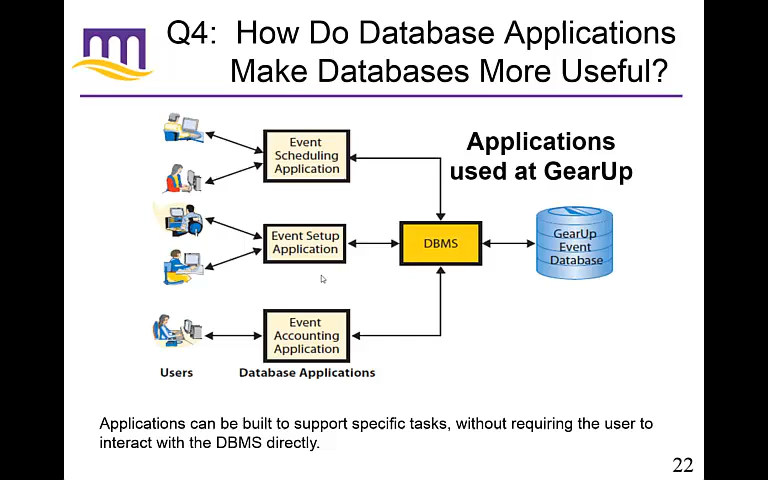 Q4: How Do Database Applications
Make Databases More Useful?
Applications
used at GearUp
Event
Scheduling
Application
Event Setup
Application
Event
Accounting
Application
DBMS
GearUp
Event
Database
Users
Database Applications
Applications can be built to support specific tasks, without requiring the user to
interact with the DBMS directly.
22